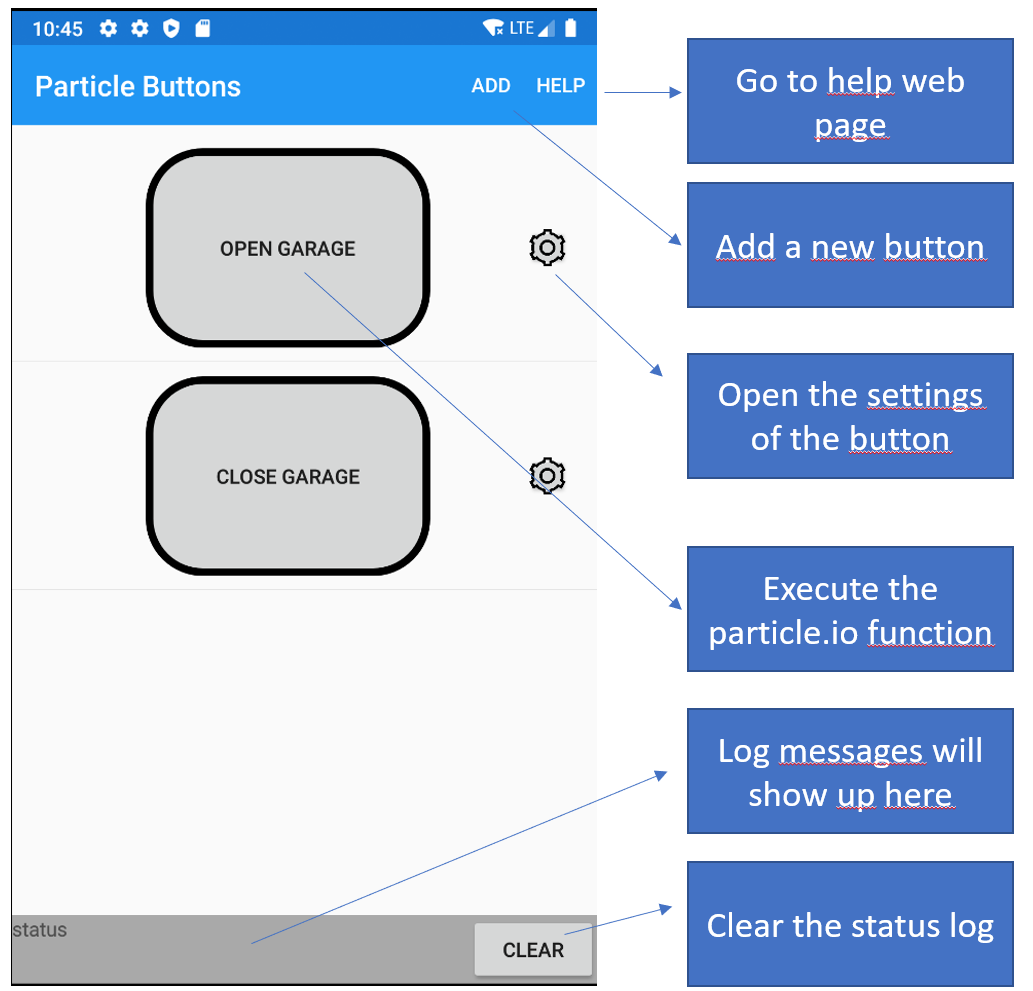 10:45 LTE
Particle Buttons ADD HELP
OPEN GARAGE
CLOSE GARAGE
status
CLEAR
Go to help web
page
Add a new button
Open the settings
of the button
Execute the
particle.io function
Log messages will
show up here
Clear the status log